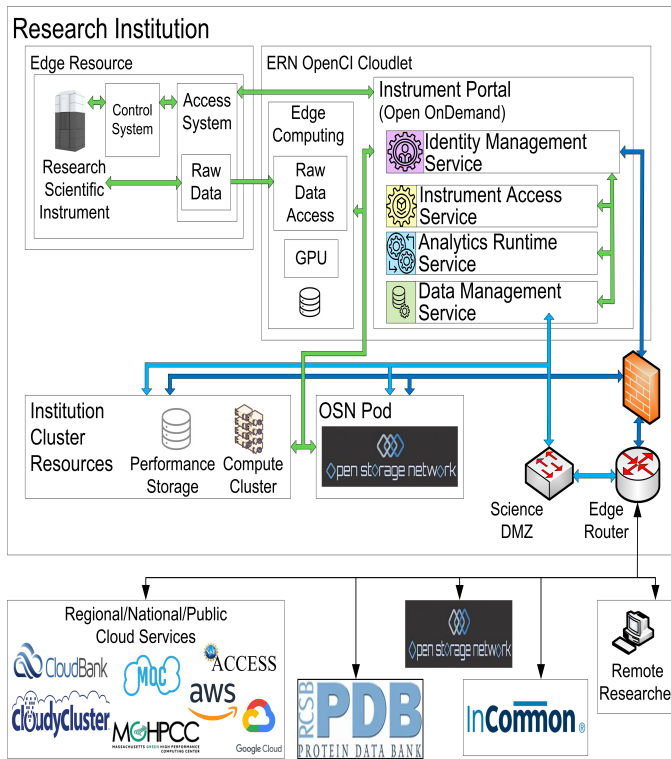 Research Institution
Edge Resource
ERN OpenCI Cloudlet
Control
System
Access
System
Research
Scientific
Instrument
Raw
Data
Edge
Computing
Raw
Data
Access
GPU
Instrument Portal
(Open OnDemand)
Identity Management
Service
Instrument Access
Service
Analytics Runtime
Service
Data Management
Service
Institution
Cluster
Resources
Performance
Storage
Compute
Cluster
OSN Pod
Open storage network
Science
DMZ
Edge
Router
Regional/National/Public
Cloud Services
CloudBank
MOC
ACCESS
CloudyCluster
aws
MGHPCC
MASSACHUSETTS GREEN HIGH PERFORMANCE
COMPUTING CENTER
Google Cloud
RCSB
PDB
PROTEIN DATA BANK
Open storage network
InCommon®
Remote
Researche